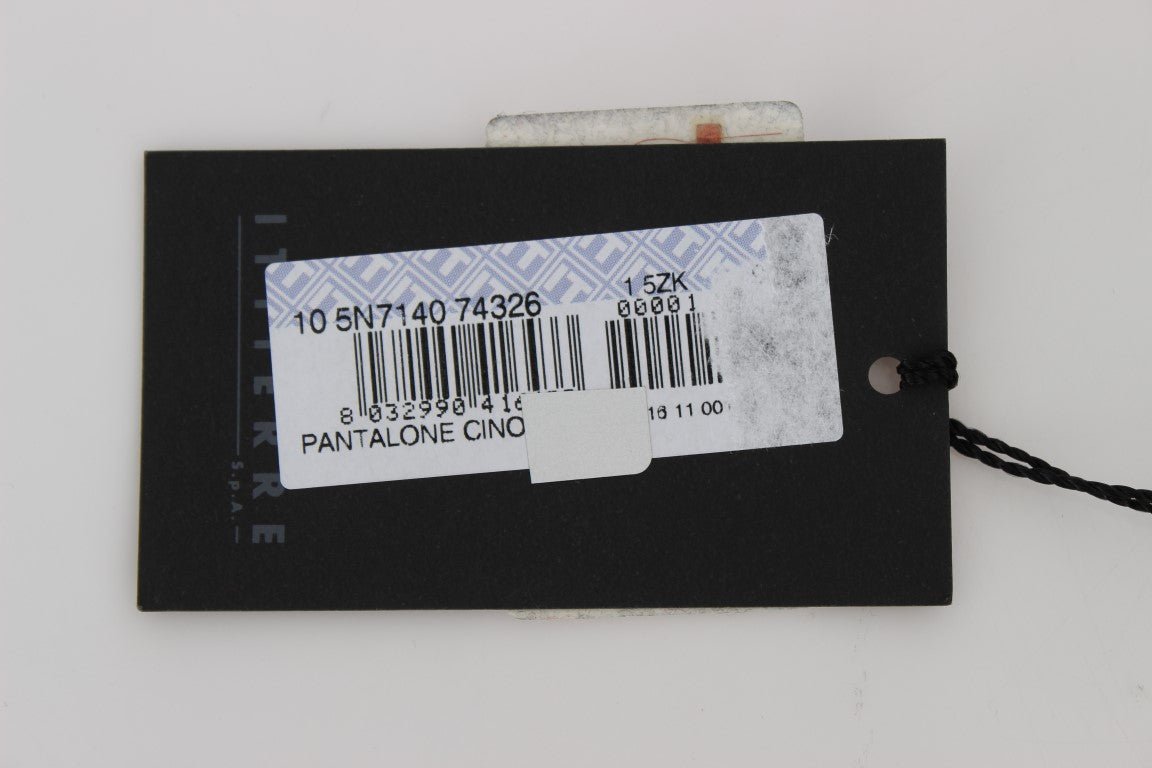 ITTIERRE
S.p.A.
10 5N7140 74326
1 5ZK
00001
8 032990 416
PANTALONE CINO
16 11 00